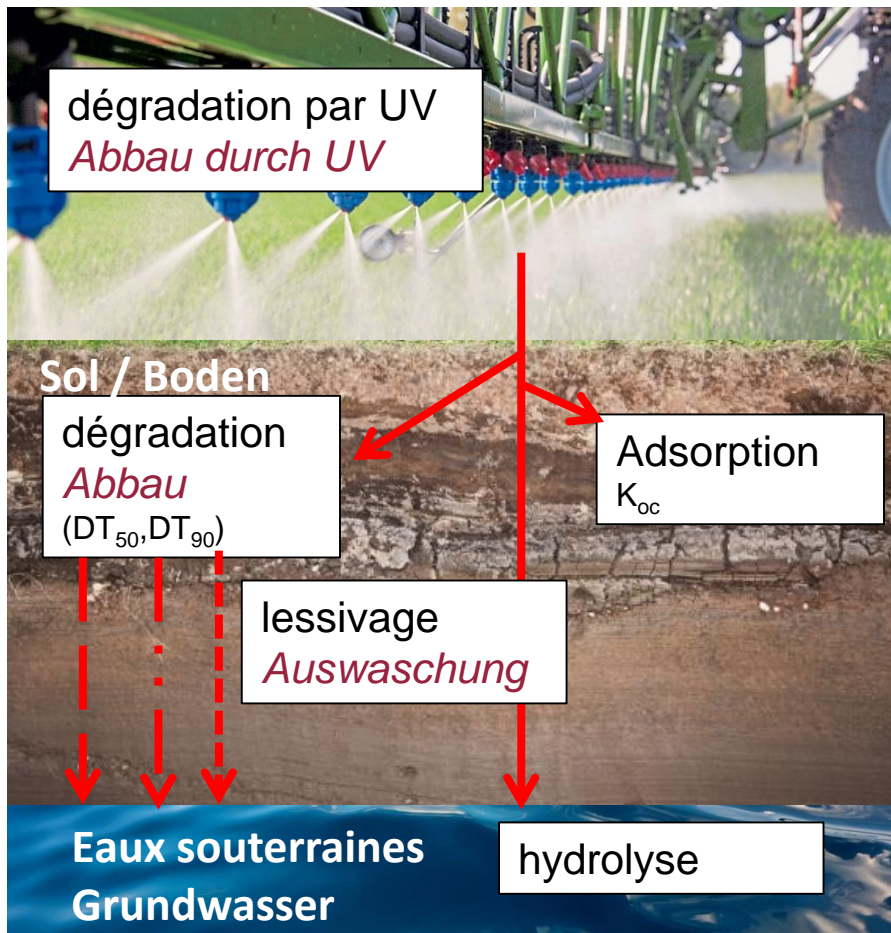 dégradation par UV
Abbau durch UV
Sol / Boden
dégradation
Abbau
(DT₅₀,DT₉₀)
Adsorption
Kₒc
lessivage
Auswaschung
Eaux souterraines
Grundwasser
hydrolyse